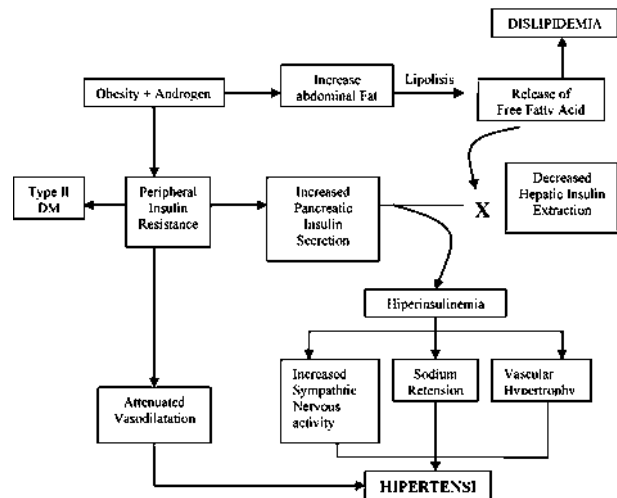 DISLIPIDEMIA
Increase
abdominal Fat
Lipolisis
Obesity + Androgen
Release of
Free Fatty Acid
Type II
DM
Peripheral
Insulin
Resistance
Increased
Pancreatic
Insulin
Secretion
X
Decreased
Hepatic Insulin
Extraction
Hiperinsulinemia
Increased
Sympathtic
Nervous
activity
Sodium
Retension
Vascular
Hypertrophy
Attenuated
Vasodilatation
HIPERTENSI